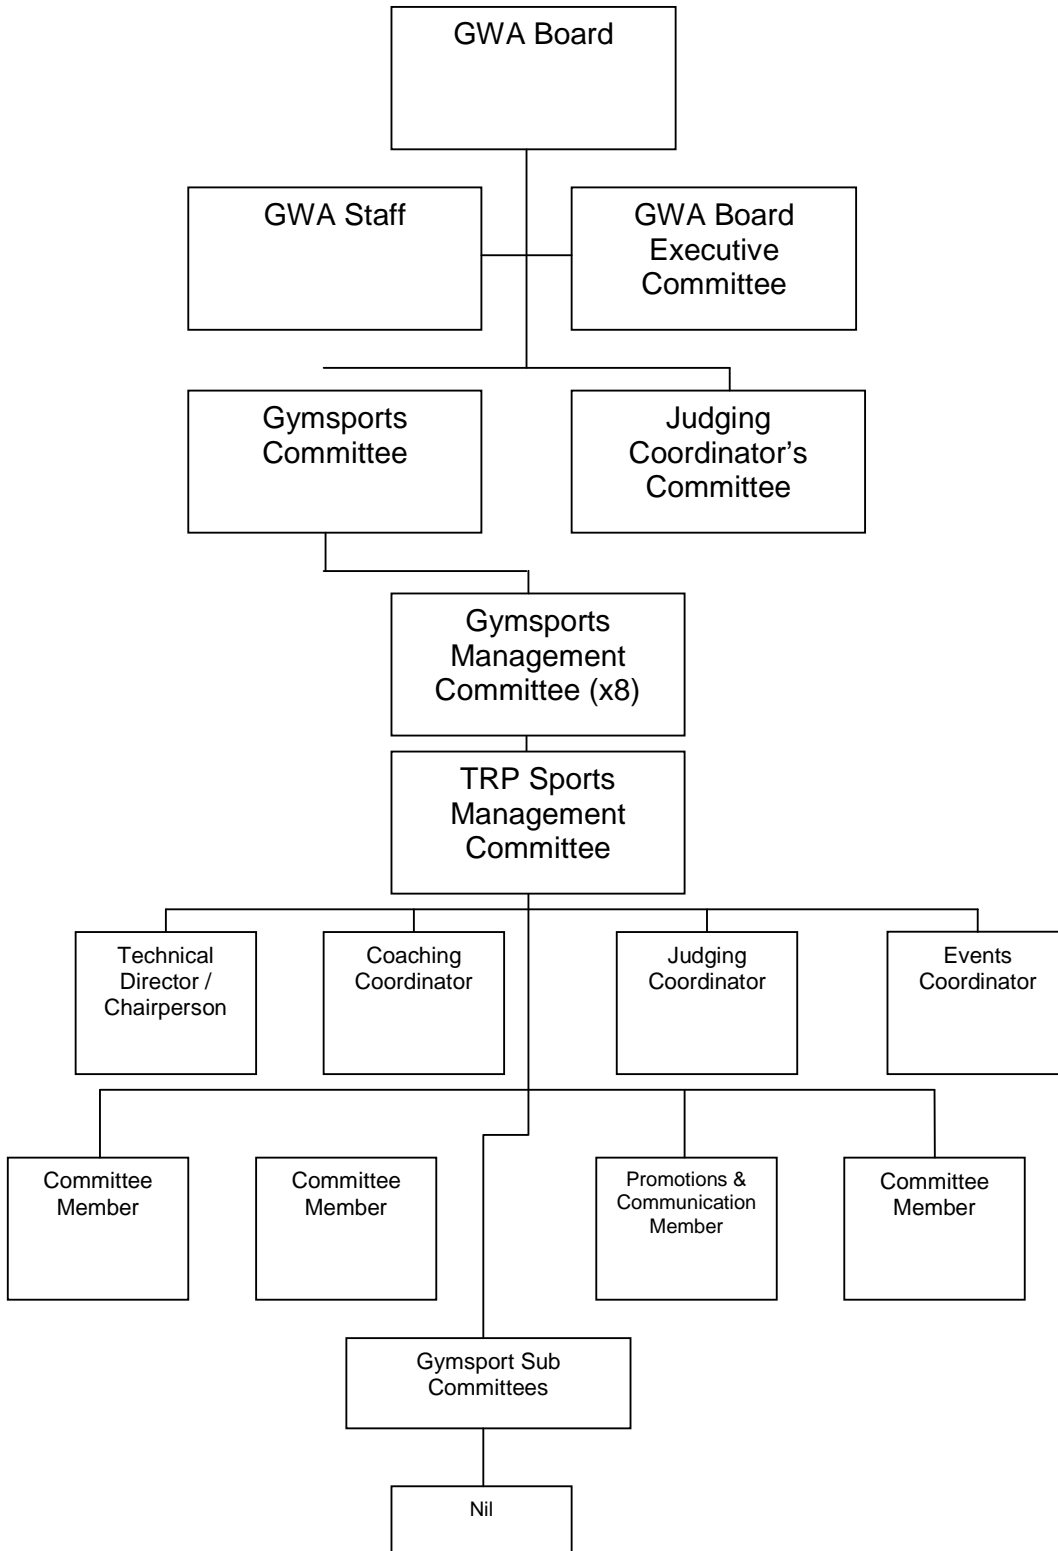 GWA Board
GWA Staff
GWA Board
Executive
Committee
Gymsports
Committee
Judging
Coordinator’s
Committee
Gymsports
Management
Committee (x8)
TRP Sports
Management
Committee
Technical
Director /
Chairperson
Coaching
Coordinator
Judging
Coordinator
Events
Coordinator
Committee
Member
Committee
Member
Promotions &
Communication
Member
Committee
Member
Gymsport Sub
Committees
Nil